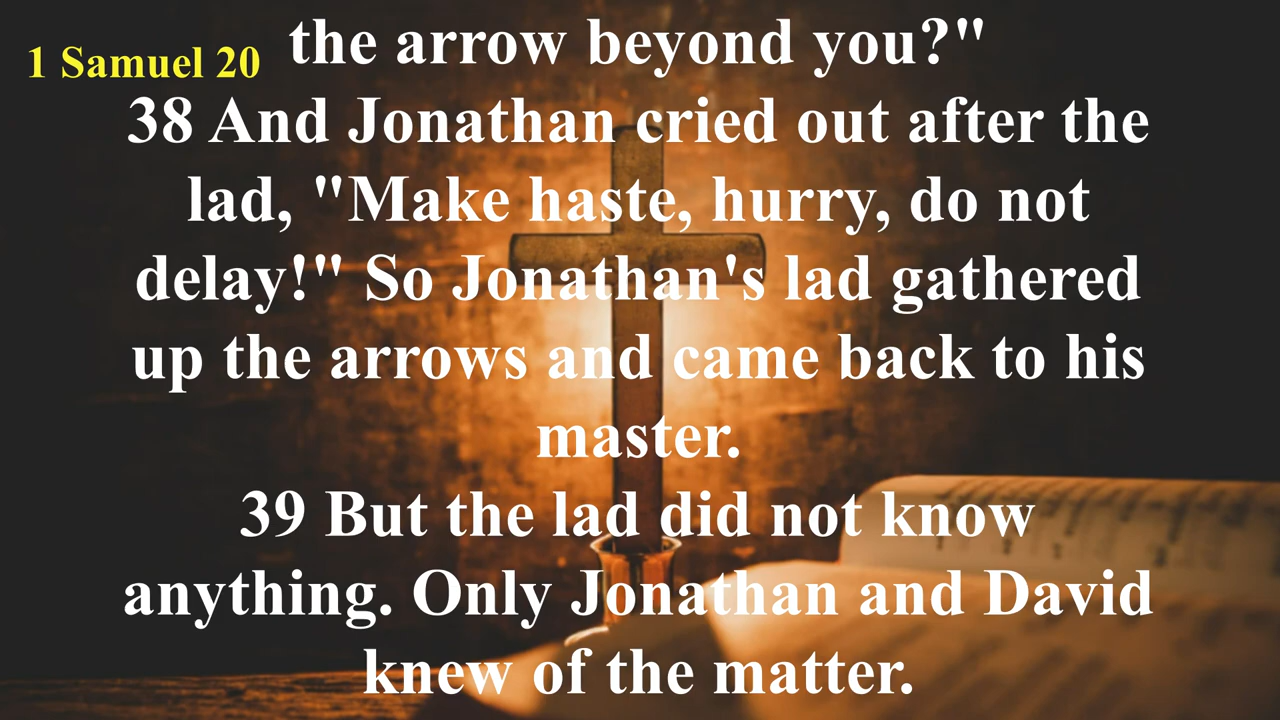 1 Samuel 20
the arrow beyond you?"
38 And Jonathan cried out after the
lad, "Make haste, hurry, do not
delay!" So Jonathan's lad gathered
up the arrows and came back to his
master.
39 But the lad did not know
anything. Only Jonathan and David
knew of the matter.